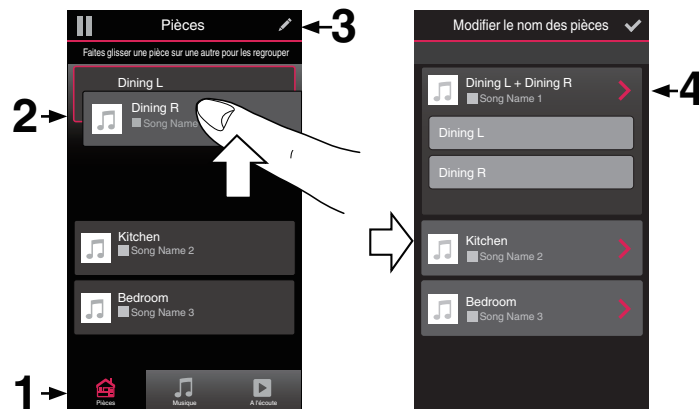 Pièces
3
Faites glisser une pièce sur une autre pour les regrouper
2
Dining L
Dining R
Song Name
Kitchen
Song Name 2
Bedroom
Song Name 3
1
Pièces
Musique
A l'écoute
Modifier le nom des pièces
4
Dining L + Dining R
Song Name 1
Dining L
Dining R
Kitchen
Song Name 2
Bedroom
Song Name 3